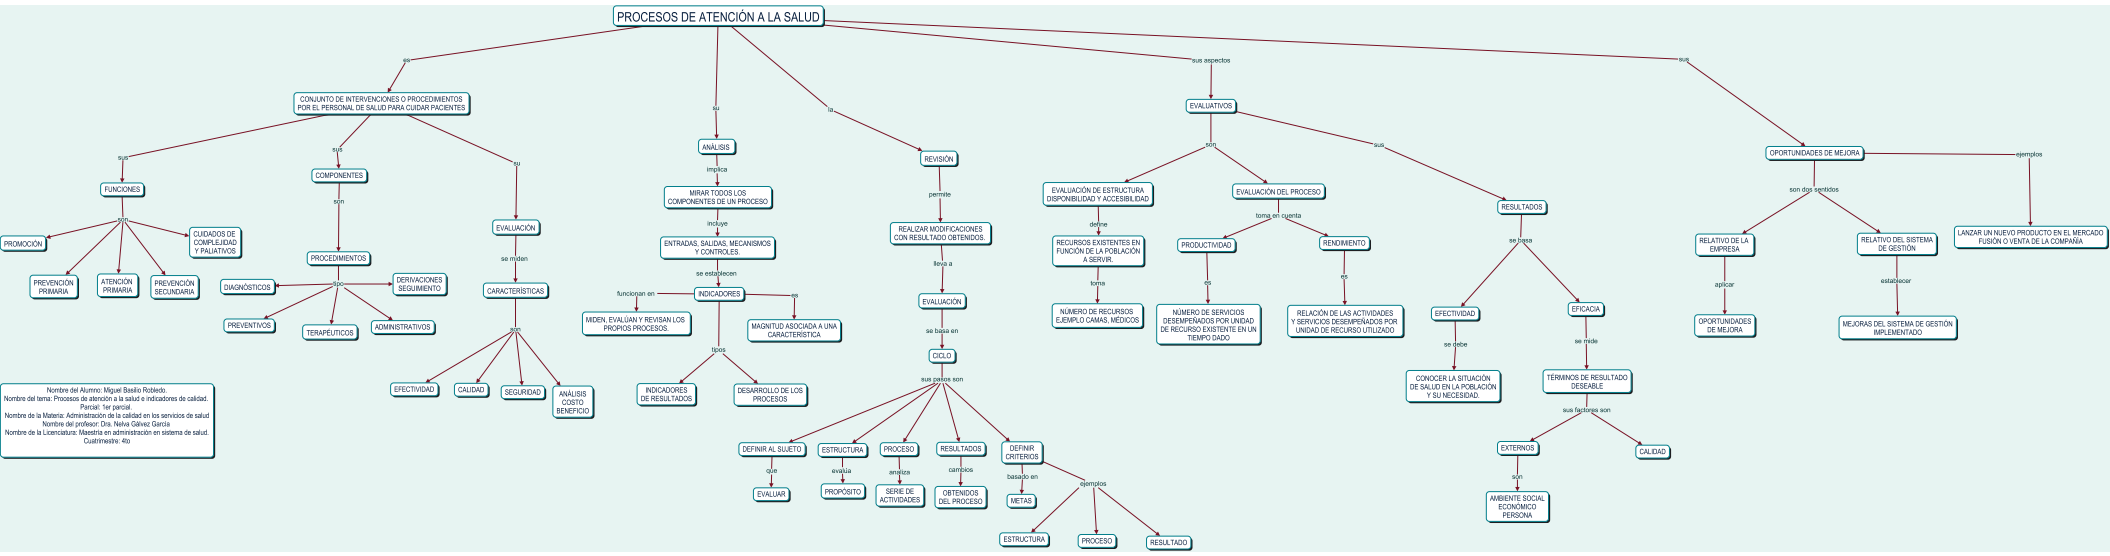 PROCESOS DE ATENCIÓN A LA SALUD
es
su
la
sus aspectos
sus
CONJUNTO DE INTERVENCIONES O PROCEDIMIENTOS
POR EL PERSONAL DE SALUD PARA CUIDAR PACIENTES
sus
sus
su
FUNCIONES
son
PROMOCIÓN
PREVENCIÓN
PRIMARIA
ATENCIÓN
PRIMARIA
PREVENCIÓN
SECUNDARIA
CUIDADOS DE
COMPLEJIDAD
Y PALIATIVOS
COMPONENTES
son
PROCEDIMIENTOS
tipo
DIAGNÓSTICOS
PREVENTIVOS
TERAPÉUTICOS
ADMINISTRATIVOS
DERIVACIONES
SEGUIMIENTO
EVALUACIÓN
se miden
CARACTERÍSTICAS
son
EFECTIVIDAD
CALIDAD
SEGURIDAD
ANÁLISIS
COSTO
BENEFICIO
ANÁLISIS
implica
MIRAR TODOS LOS
COMPONENTES DE UN PROCESO
incluye
ENTRADAS, SALIDAS, MECANISMOS
Y CONTROLES.
se establecen
INDICADORES
funcionan en
MIDEN, EVALÚAN Y REVISAN LOS
PROPIOS PROCESOS.
es
MAGNITUD ASOCIADA A UNA
CARACTERÍSTICA
tipos
INDICADORES
DE RESULTADOS
DESARROLLO DE LOS
PROCESOS
REVISIÓN
permite
REALIZAR MODIFICACIONES
CON RESULTADO OBTENIDOS.
lleva a
EVALUACIÓN
se basa en
CICLO
sus pasos son
DEFINIR AL SUJETO
que
EVALUAR
ESTRUCTURA
evalúa
PROPÓSITO
PROCESO
analiza
SERIE DE
ACTIVIDADES
RESULTADOS
cambios
OBTENIDOS
DEL PROCESO
DEFINIR
CRITERIOS
basado en
METAS
ejemplos
ESTRUCTURA
PROCESO
RESULTADO
EVALUATIVOS
son
sus
EVALUACIÓN DE ESTRUCTURA
DISPONIBILIDAD Y ACCESIBILIDAD
define
RECURSOS EXISTENTES EN
FUNCIÓN DE LA POBLACIÓN
A SERVIR.
toma
NÚMERO DE RECURSOS
EJEMPLO CAMAS, MÉDICOS
EVALUACIÓN DEL PROCESO
toma en cuenta
PRODUCTIVIDAD
es
NÚMERO DE SERVICIOS
DESEMPEÑADOS POR UNIDAD
DE RECURSO EXISTENTE EN UN
TIEMPO DADO
RENDIMIENTO
es
RELACIÓN DE LAS ACTIVIDADES
Y SERVICIOS DESEMPEÑADOS POR
UNIDAD DE RECURSO UTILIZADO
RESULTADOS
se basa
EFECTIVIDAD
se debe
CONOCER LA SITUACIÓN
DE SALUD EN LA POBLACIÓN
Y SU NECESIDAD.
EFICACIA
se mide
TÉRMINOS DE RESULTADO
DESEABLE
sus factores son
EXTERNOS
son
AMBIENTE SOCIAL
ECONÓMICO
PERSONA
CALIDAD
OPORTUNIDADES DE MEJORA
son dos sentidos
RELATIVO DE LA
EMPRESA
aplicar
OPORTUNIDADES
DE MEJORA
RELATIVO DEL SISTEMA
DE GESTIÓN
establecer
MEJORAS DEL SISTEMA DE GESTIÓN
IMPLEMENTADO
ejemplos
LANZAR UN NUEVO PRODUCTO EN EL MERCADO
FUSIÓN O VENTA DE LA COMPAÑÍA
Nombre del Alumno: Miguel Basilio Robledo.
Nombre del tema: Procesos de atención a la salud e indicadores de calidad.
Parcial: 1er parcial.
Nombre de la Materia: Administración de la calidad en los servicios de salud
Nombre del profesor: Dra. Nelva Gálvez García
Nombre de la Licenciatura: Maestría en administración en sistema de salud.
Cuatrimestre: 4to